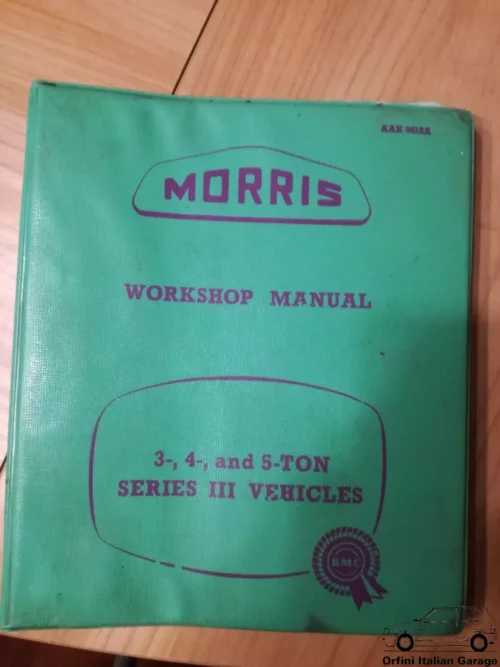 MORRIS
WORKSHOP MANUAL
3-, 4-, and 5-TON
SERIES III VEHICLES
BMC
Orfini Italian Garage